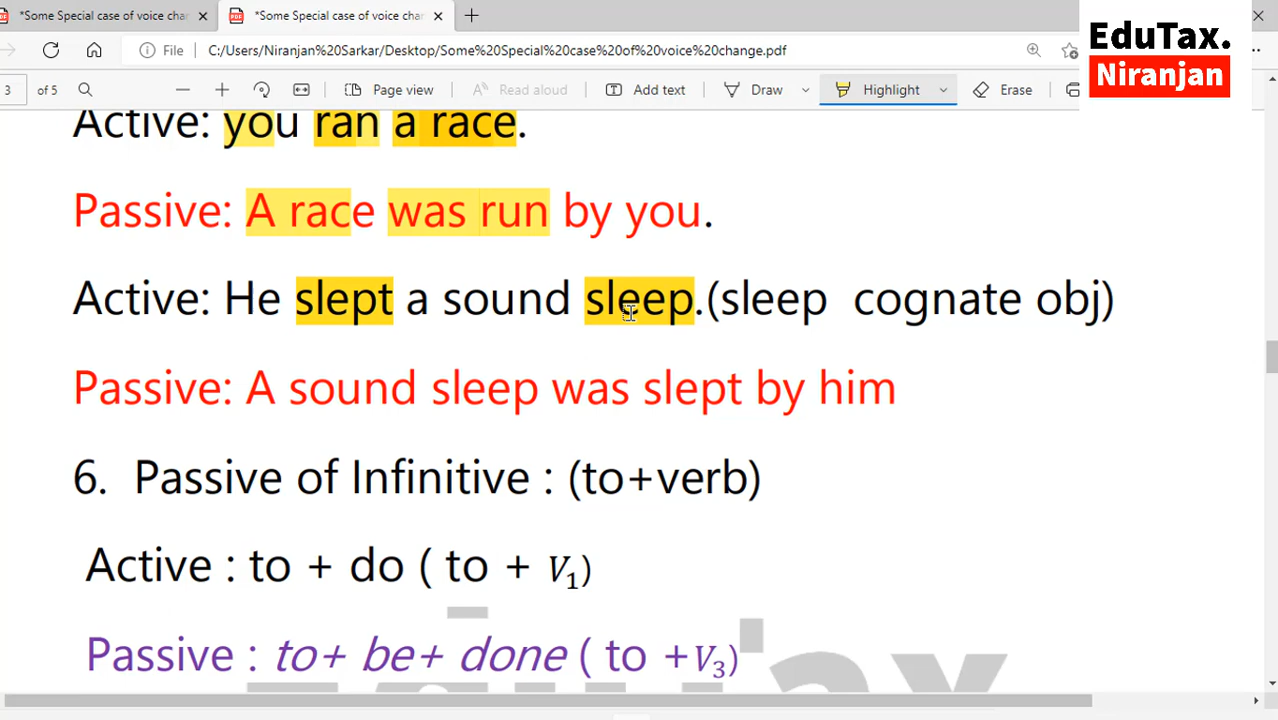 *Some Special case of voice char
*Some Special case of voice char
EduTax.
Niranjan
File C:/Users/Niranjan%20Sarkar/Desktop/Some%20Special%20case%20of%20voice%20change.pdf
3 of 5 Page view Read aloud Add text Draw Highlight Erase
Active: you ran a race.
Passive: A race was run by you.
Active: He slept a sound sleep.(sleep cognate obj)
Passive: A sound sleep was slept by him
6. Passive of Infinitive : (to+verb)
Active : to + do ( to + V₁)
Passive : to+ be+ done ( to +V₃)